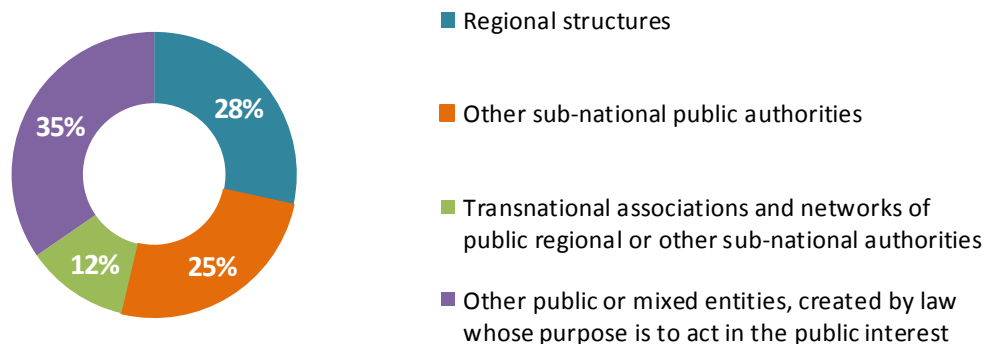 Regional structures
28%
35%
Other sub-national public authorities
Transnational associations and networks of
public regional or other sub-national authorities
12%
25%
Other public or mixed entities, created by law
whose purpose is to act in the public interest